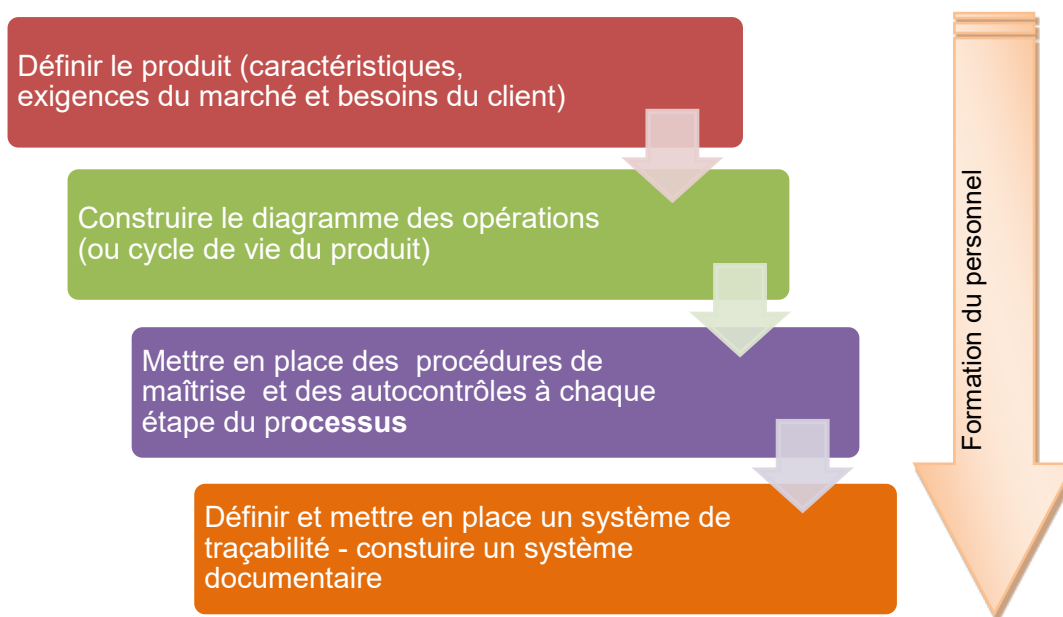 Définir le produit (caractéristiques,
exigences du marché et besoins du client)
Construire le diagramme des opérations
(ou cycle de vie du produit)
Mettre en place des  procédures de
maîtrise  et des autocontrôles à chaque
étape du processus
Définir et mettre en place un système de
traçabilité - constuire un système
documentaire
Formation du personnel